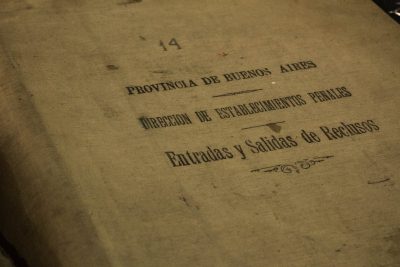 14
PROVINCIA DE BUENOS AIRES
DIRECCION DE ESTABLECIMIENTOS PENALES
Entradas y Salidas de Reclusos